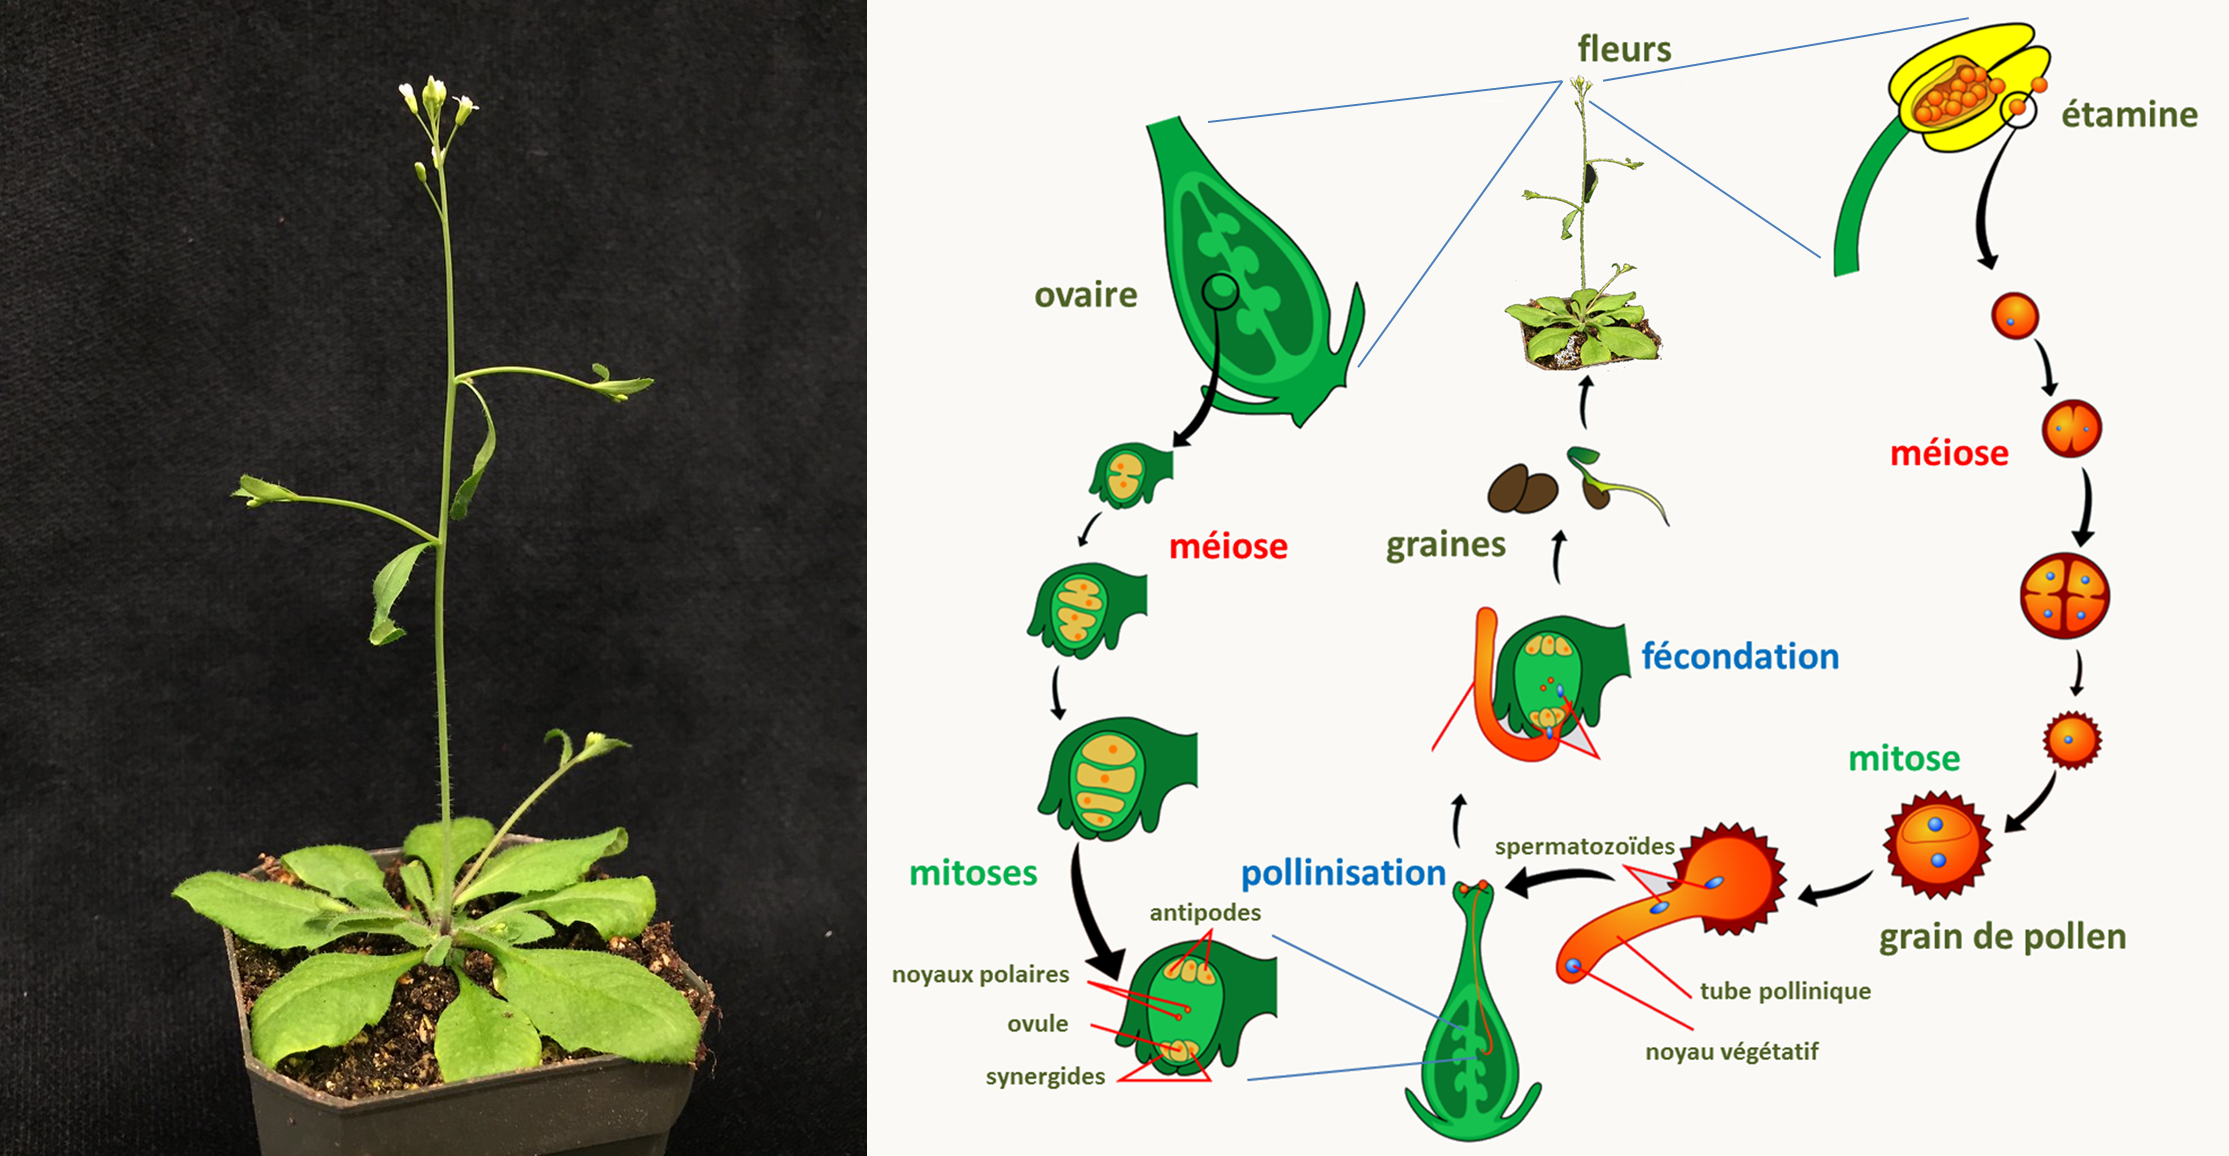 fleurs
étamine
ovaire
méiose
méiose
graines
fécondation
mitose
spermatozoïdes
mitoses
pollinisation
antipodes
grain de pollen
noyaux polaires
tube pollinique
ovule
noyau végétatif
synergides